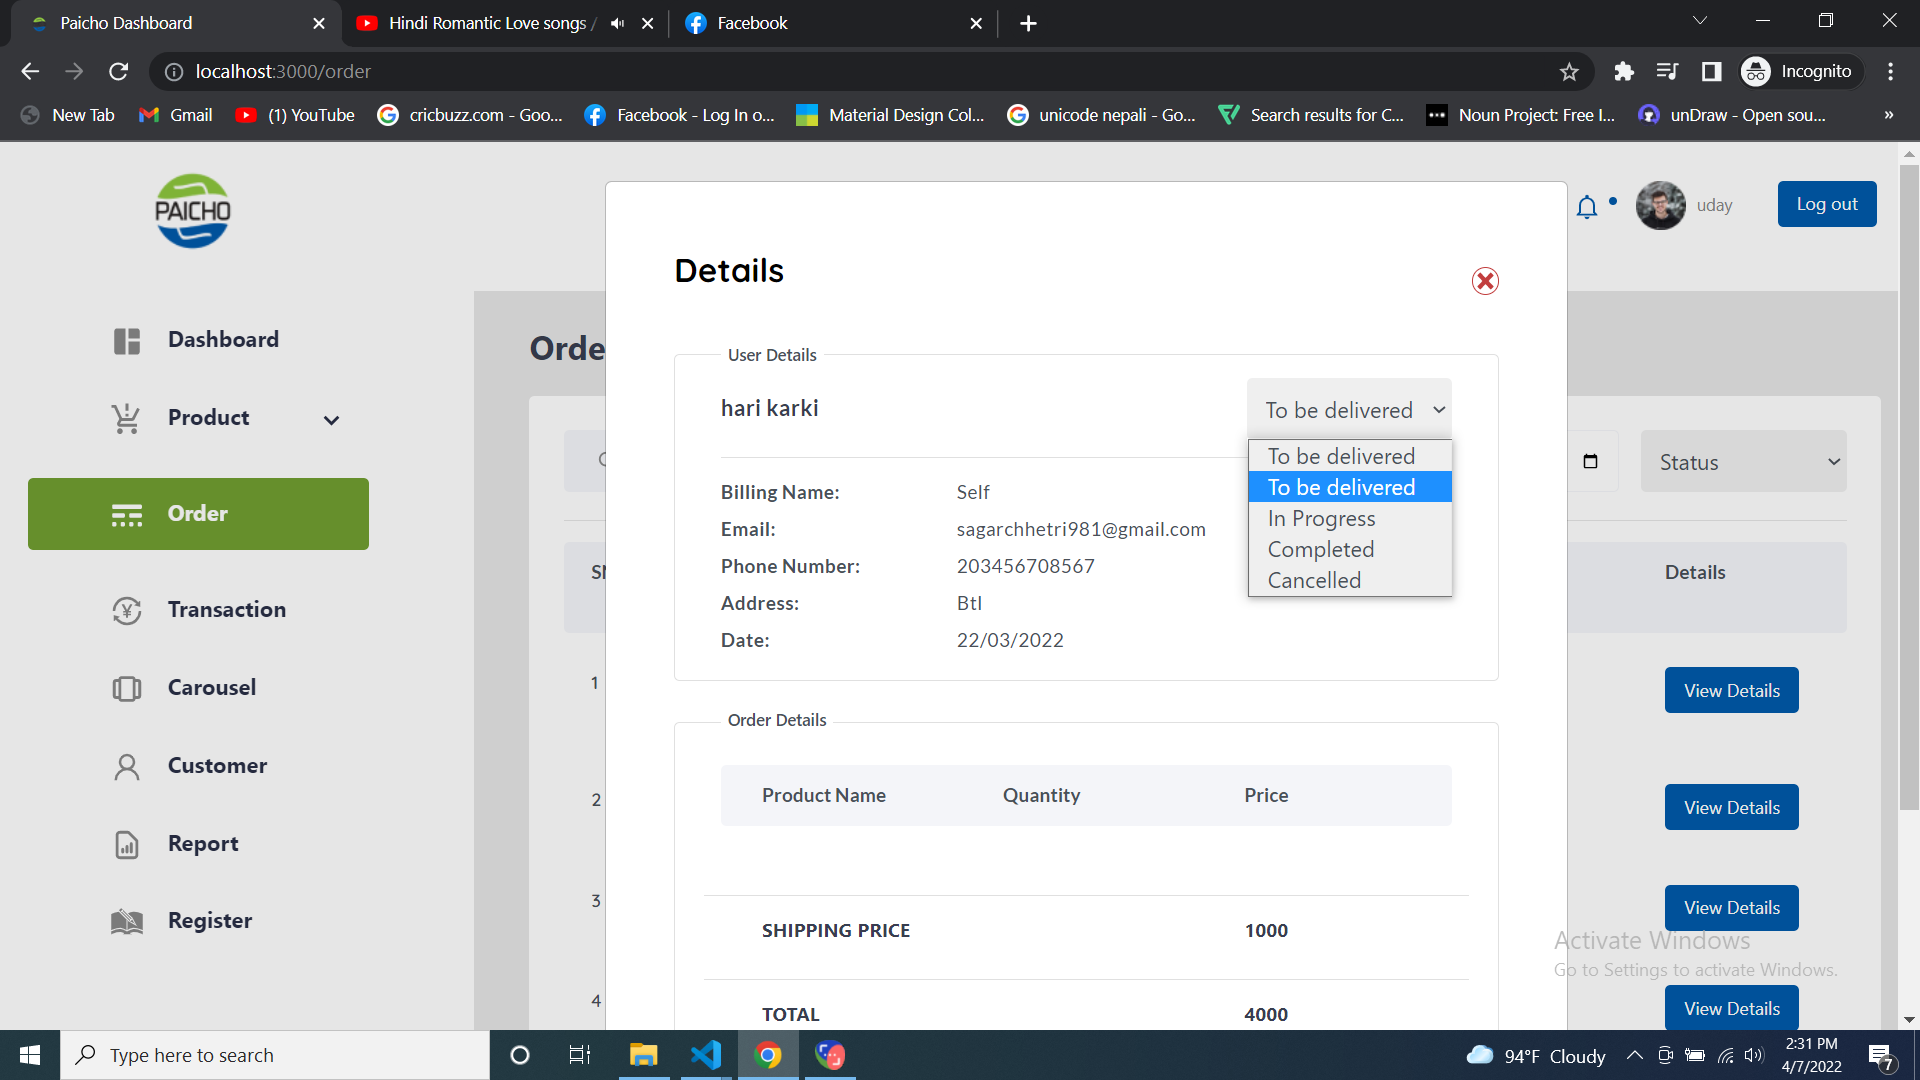 Paicho Dashboard
Hindi Romantic Love songs /
Facebook
localhost:3000/order
Incognito
New Tab
Gmail
(1) YouTube
cricbuzz.com - Goo...
Facebook - Log In o...
Material Design Col...
unicode nepali - Go...
Search results for C...
Noun Project: Free I...
unDraw - Open sou...
»
PAICHO
uday
Log out
Details
Dashboard
Product
Order
Transaction
Carousel
Customer
Report
Register
Orde
User Details
hari karki
To be delivered
To be delivered
To be delivered
In Progress
Completed
Cancelled
Billing Name: Self
Email: sagarchhetri981@gmail.com
Phone Number: 203456708567
Address: Btl
Date: 22/03/2022
Status
Details
1
View Details
2
View Details
3
View Details
4
View Details
Order Details
Product Name Quantity Price
SHIPPING PRICE 1000
TOTAL 4000
Activate Windows
Go to Settings to activate Windows.
Type here to search
94°F Cloudy
2:31 PM
4/7/2022
7